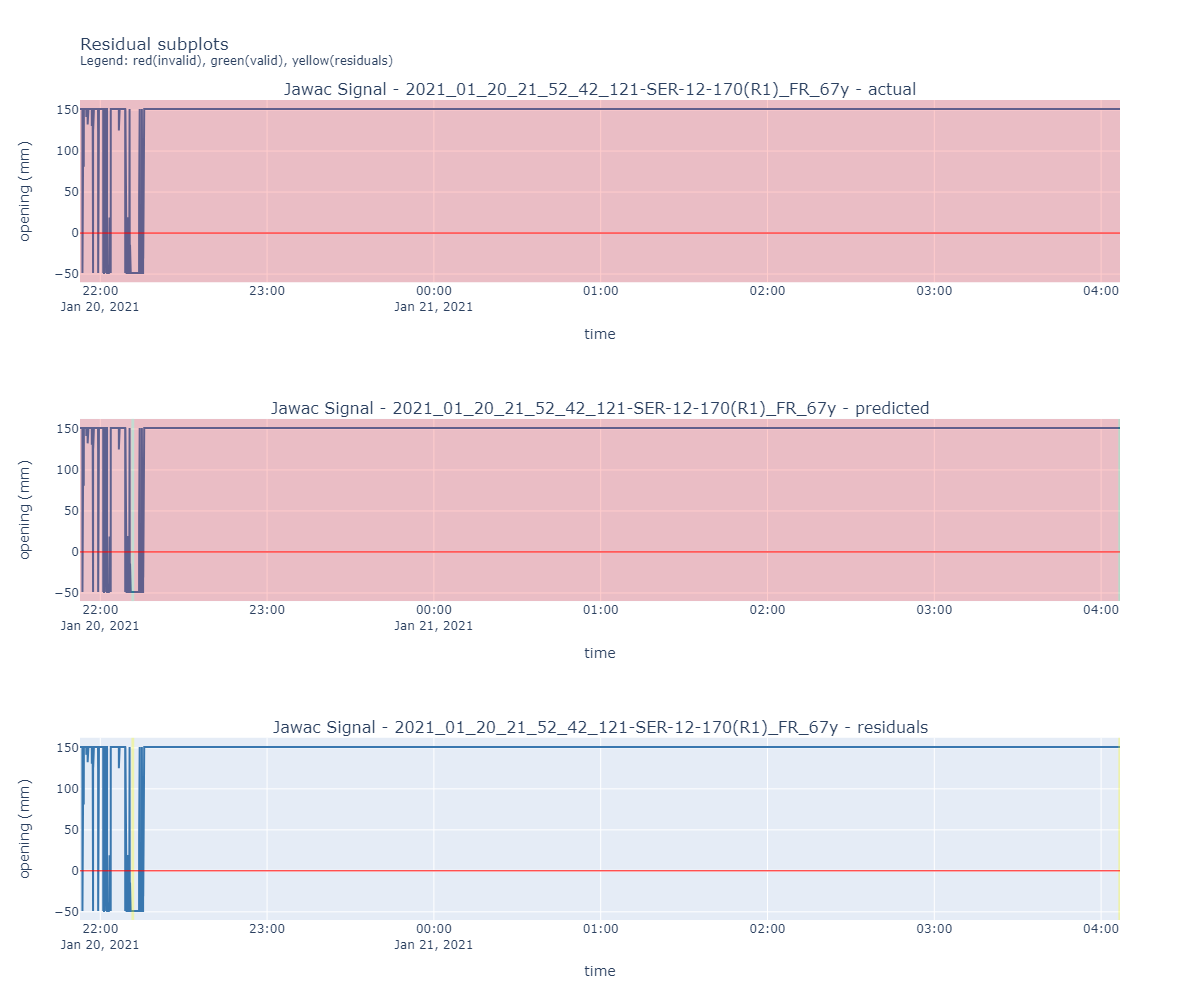 Residual subplots
Legend: red(invalid), green(valid), yellow(residuals)
Jawac Signal - 2021_01_20_21_52_42_121-SER-12-170(R1)_FR_67y - actual
150
100
50
0
−50
opening (mm)
22:00 23:00 00:00 01:00 02:00 03:00 04:00
Jan 20, 2021 Jan 21, 2021
time
Jawac Signal - 2021_01_20_21_52_42_121-SER-12-170(R1)_FR_67y - predicted
150
100
50
0
−50
opening (mm)
22:00 23:00 00:00 01:00 02:00 03:00 04:00
Jan 20, 2021 Jan 21, 2021
time
Jawac Signal - 2021_01_20_21_52_42_121-SER-12-170(R1)_FR_67y - residuals
150
100
50
0
−50
opening (mm)
22:00 23:00 00:00 01:00 02:00 03:00 04:00
Jan 20, 2021 Jan 21, 2021
time